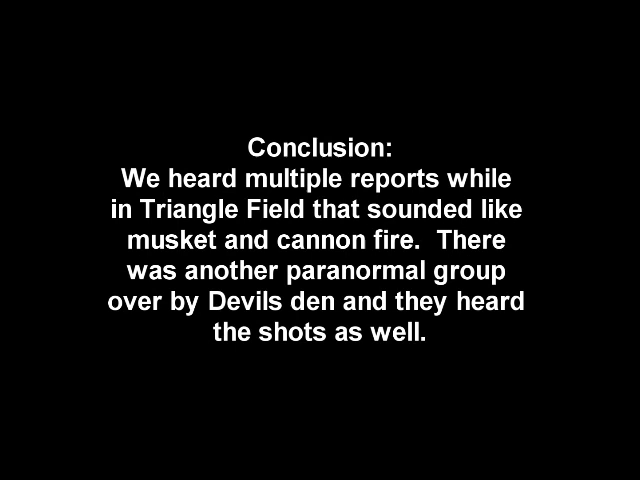 Conclusion:
We heard multiple reports while
in Triangle Field that sounded like
musket and cannon fire.  There
was another paranormal group
over by Devils den and they heard
the shots as well.